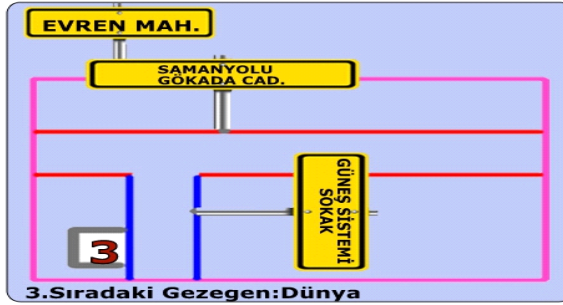 EVREN MAH.
SAMANYOLU
GÖKADA CAD.
GÜNEŞ SİSTEMİ
SOKAK
3
3.Sıradaki Gezegen:Dünya